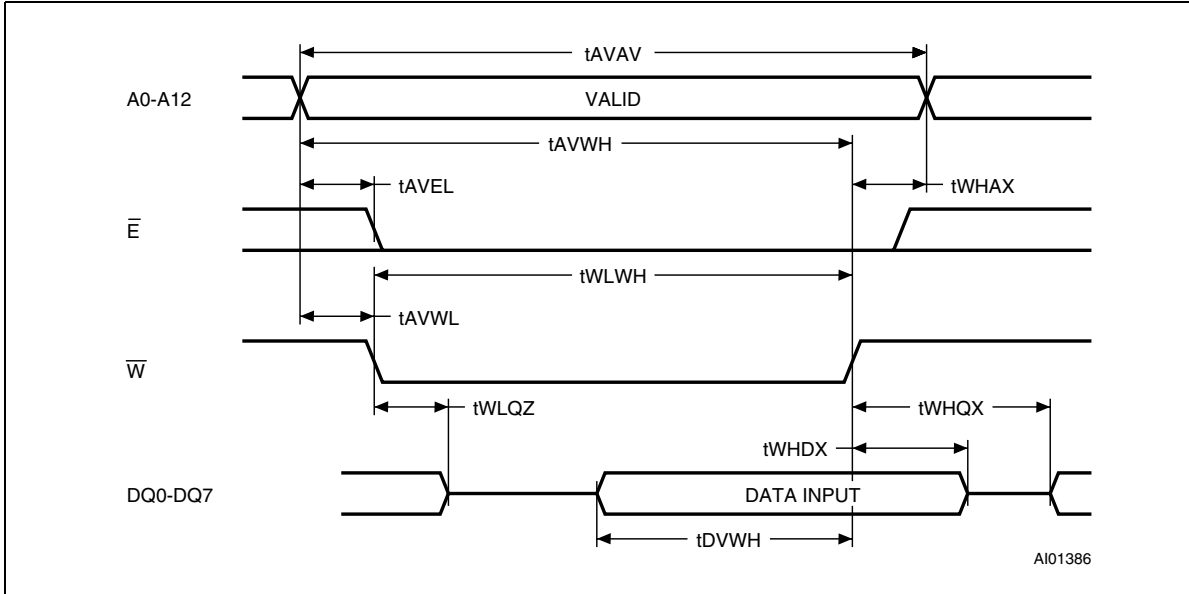 tAVAV
A0-A12
VALID
tAVWH
tAVEL
tWHAX
E̅
tWLWH
tAVWL
W̅
tWLQZ
tWHQX
tWHDX
DQ0-DQ7
DATA INPUT
tDVWH
AI01386